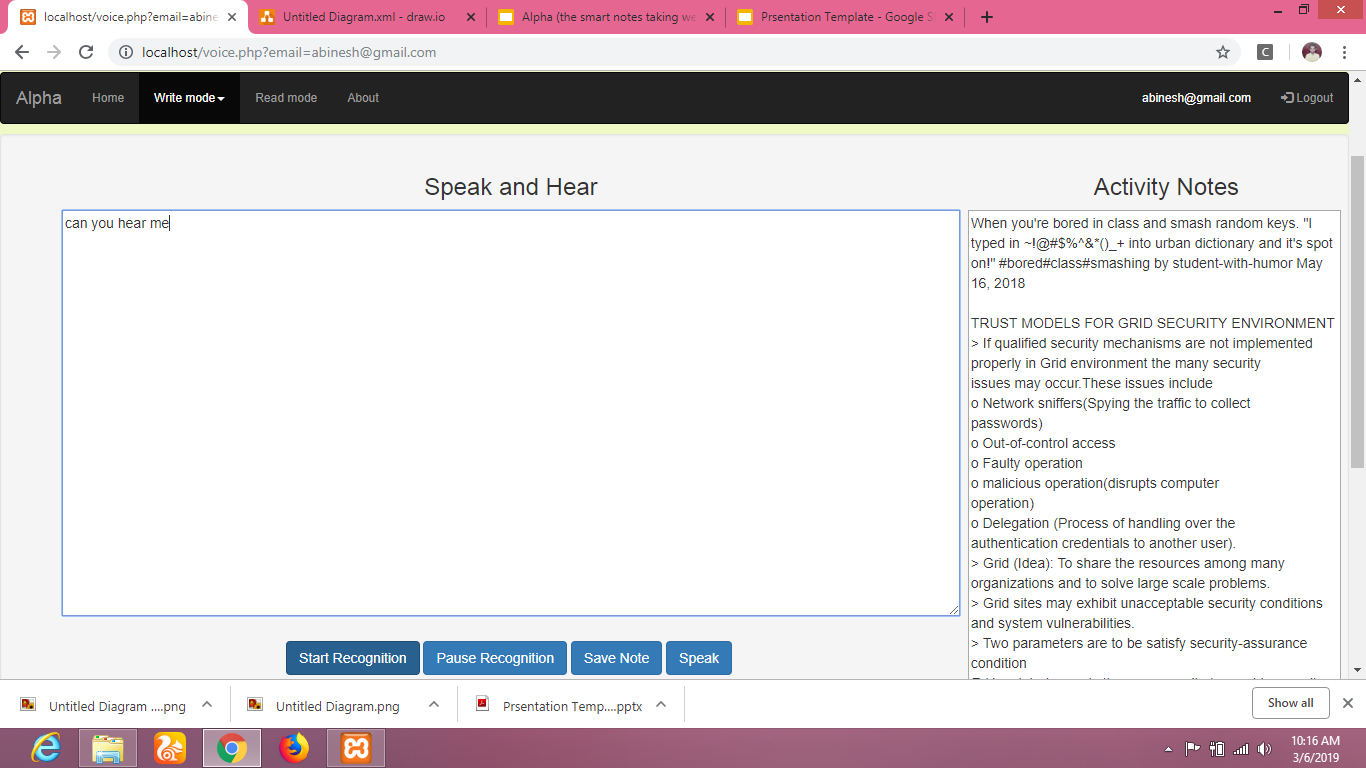 localhost/voice.php?email=abine
Untitled Diagram.xml - draw.io
Alpha (the smart notes taking we
Prsentation Template - Google S
localhost/voice.php?email=abinesh@gmail.com
C
Alpha
Home
Write mode
Read mode
About
abinesh@gmail.com
Logout
Speak and Hear
can you hear me
Start Recognition
Pause Recognition
Save Note
Speak
Activity Notes
When you're bored in class and smash random keys. "I
typed in ~!@#$%^&*()_+ into urban dictionary and it's spot
on!" #bored#class#smashing by student-with-humor May
16, 2018
TRUST MODELS FOR GRID SECURITY ENVIRONMENT
> If qualified security mechanisms are not implemented
properly in Grid environment the many security
issues may occur.These issues include
o Network sniffers(Spying the traffic to collect
passwords)
o Out-of-control access
o Faulty operation
o malicious operation(disrupts computer
operation)
o Delegation (Process of handling over the
authentication credentials to another user).
> Grid (Idea): To share the resources among many
organizations and to solve large scale problems.
> Grid sites may exhibit unacceptable security conditions
and system vulnerabilities.
> Two parameters are to be satisfy security-assurance
condition
Untitled Diagram ....png
Untitled Diagram.png
Prsentation Temp....pptx
Show all
10:16 AM
3/6/2019